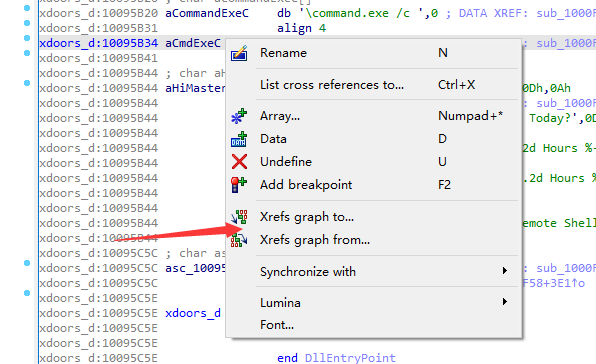 xdoors_d:10095B20 aCommandExeC db '\command.exe /c ',0 ; DATA XREF: sub_1000F
xdoors_d:10095B31 align 4
xdoors_d:10095B34 aCmdExeC : sub_1000F
xdoors_d:10095B41
xdoors_d:10095B44 ; char aH
xdoors_d:10095B44 aHiMaster 0Dh,0Ah
xdoors_d:10095B44 : sub_1000F
xdoors_d:10095B44 Today?',0D
xdoors_d:10095B44
xdoors_d:10095B44 .2d Hours %
xdoors_d:10095B44
xdoors_d:10095B44 .2d Hours %
xdoors_d:10095B44
xdoors_d:10095B44 emote Shell
xdoors_d:10095B44
xdoors_d:10095C5C ; char as
xdoors_d:10095C5C asc_10095 : sub_1000F
xdoors_d:10095C5C F58+3E1↑o
xdoors_d:10095C5E
xdoors_d:10095C5E xdoors_d
xdoors_d:10095C5E
xdoors_d:10095C5E
xdoors_d:10095C5E end DllEntryPoint
Rename N
List cross references to... Ctrl+X
Array... Numpad+*
Data D
Undefine U
Add breakpoint F2
Xrefs graph to...
Xrefs graph from...
Synchronize with
Lumina
Font...